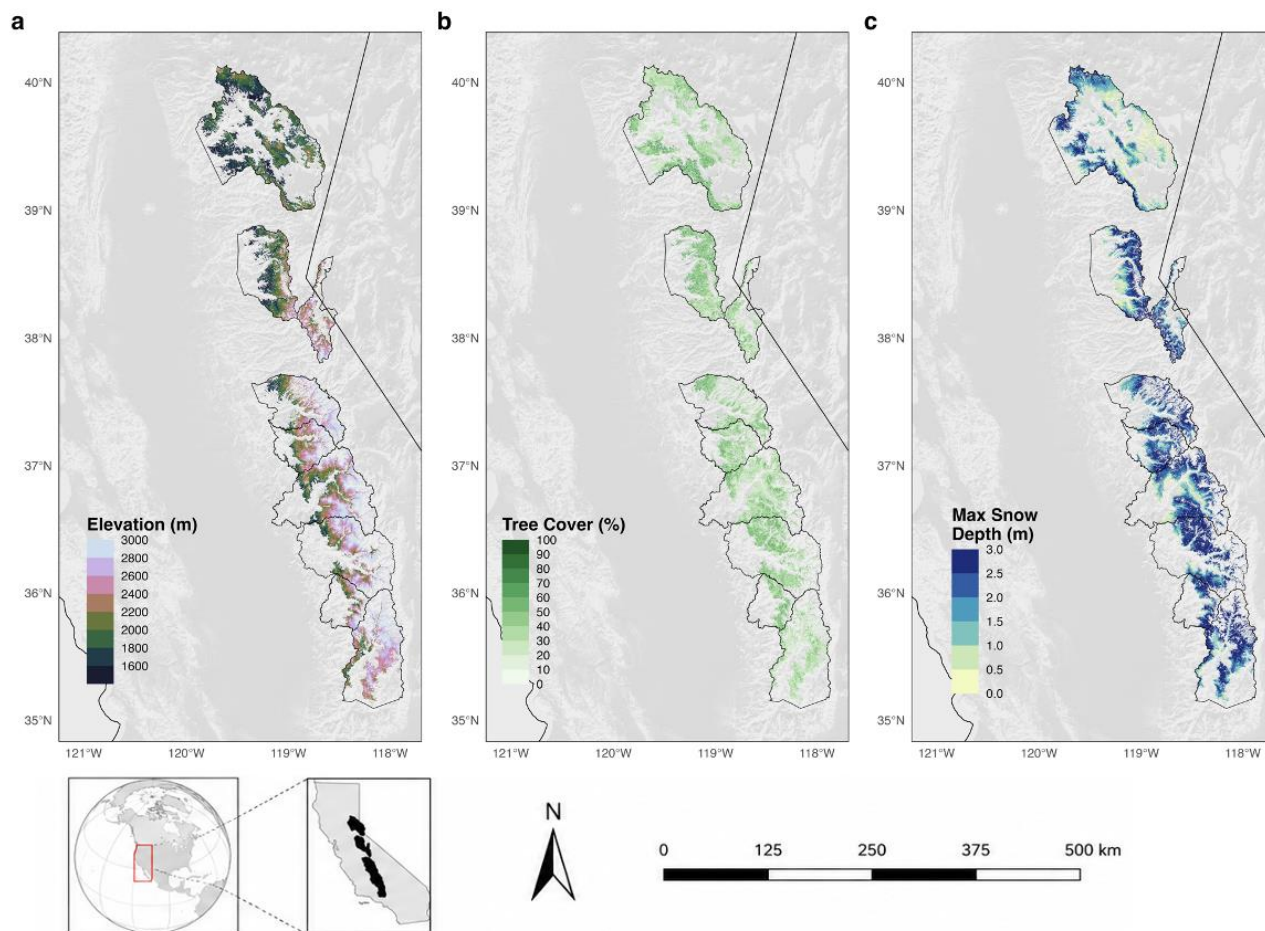 a
b
c
40°N
39°N
38°N
37°N
36°N
35°N
121°W
120°W
119°W
118°W
Elevation (m)
3000
2800
2600
2400
2200
2000
1800
1600
40°N
39°N
38°N
37°N
36°N
35°N
121°W
120°W
119°W
118°W
Tree Cover (%)
100
90
80
70
60
50
40
30
20
10
0
40°N
39°N
38°N
37°N
36°N
35°N
121°W
120°W
119°W
118°W
Max Snow
Depth (m)
3.0
2.5
2.0
1.5
1.0
0.5
0.0
N
0 125 250 375 500 km